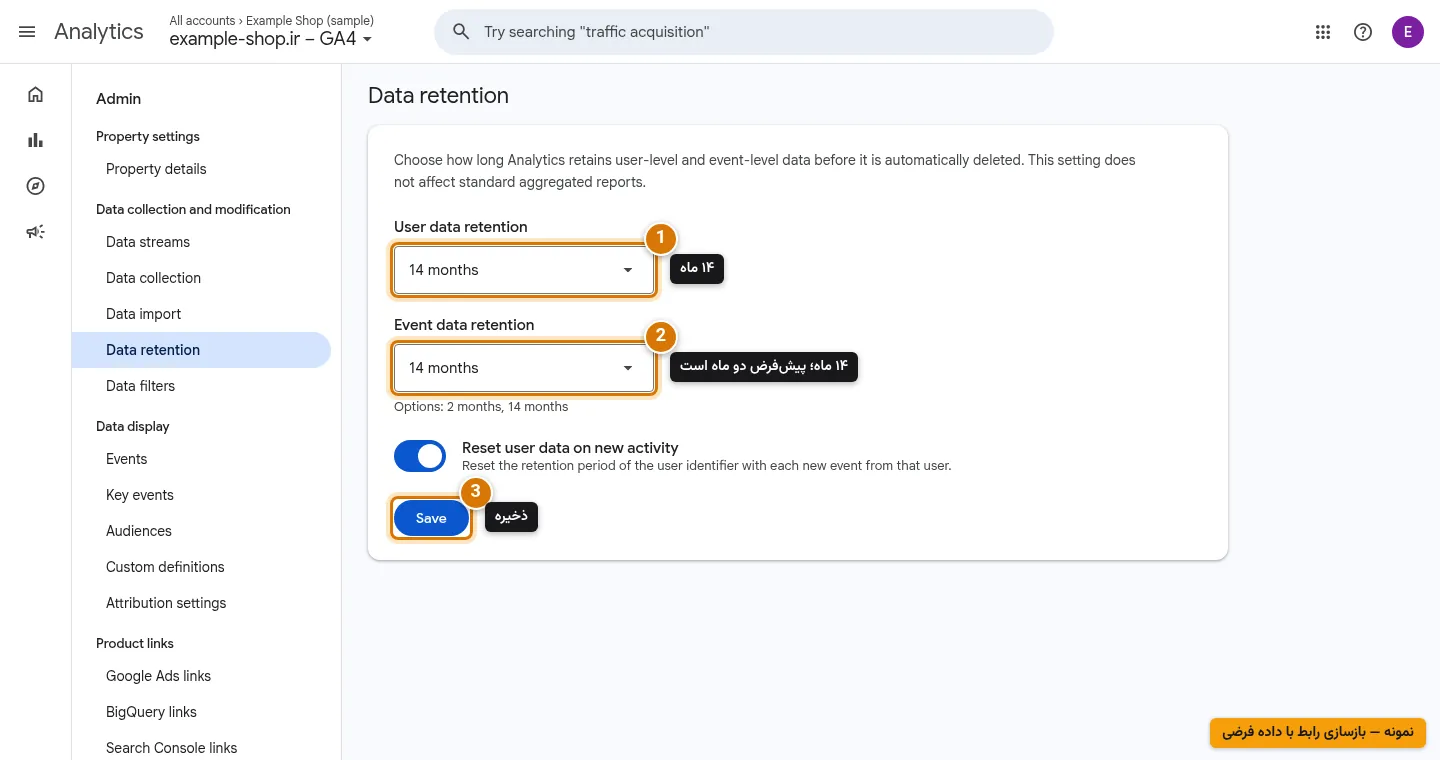 Analytics
All accounts › Example Shop (sample)
example-shop.ir – GA4
Try searching "traffic acquisition"
E
Admin
Property settings
Property details
Data collection and modification
Data streams
Data collection
Data import
Data retention
Data filters
Data display
Events
Key events
Audiences
Custom definitions
Attribution settings
Product links
Google Ads links
BigQuery links
Search Console links
Data retention
Choose how long Analytics retains user-level and event-level data before it is automatically deleted. This setting does
not affect standard aggregated reports.
User data retention
1
14 months
۱۴ ماه
Event data retention
2
14 months
۱۴ ماه؛ پیش‌فرض دو ماه است
Options: 2 months, 14 months
Reset user data on new activity
Reset the retention period of the user identifier with each new event from that user.
3
Save
ذخیره
نمونه — بازسازی رابط با داده فرضی